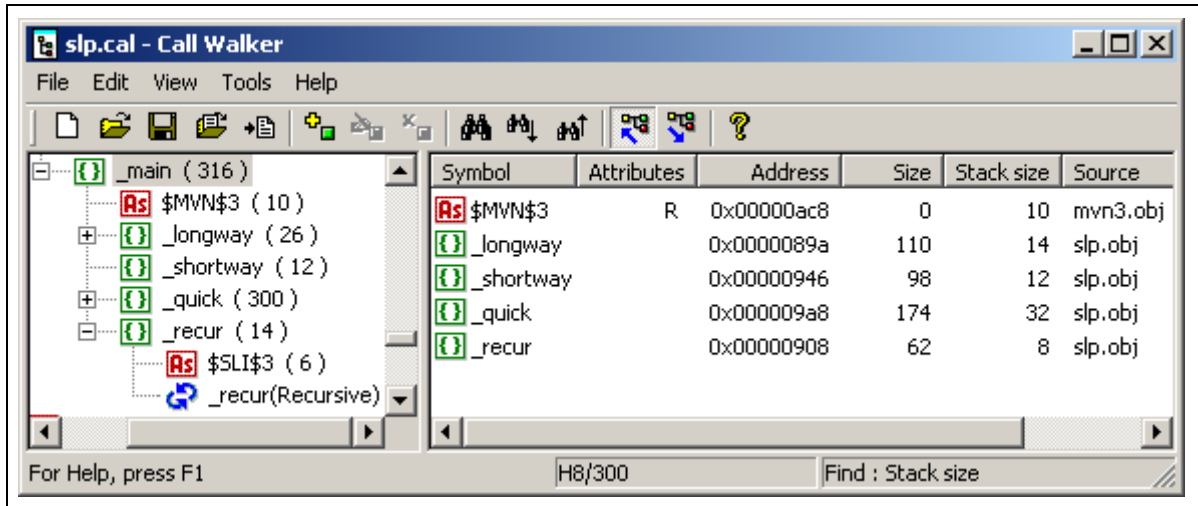 slp.cal - Call Walker
File Edit View Tools Help
_main ( 316 )
As $MVN$3 ( 10 )
{} _longway ( 26 )
{} _shortway ( 12 )
{} _quick ( 300 )
{} _recur ( 14 )
As $SLI$3 ( 6 )
_recur(Recursive)
Symbol Attributes Address Size Stack size Source
As $MVN$3 R 0x00000ac8 0 10 mvn3.obj
{} _longway 0x0000089a 110 14 slp.obj
{} _shortway 0x00000946 98 12 slp.obj
{} _quick 0x000009a8 174 32 slp.obj
{} _recur 0x00000908 62 8 slp.obj
For Help, press F1 H8/300 Find : Stack size